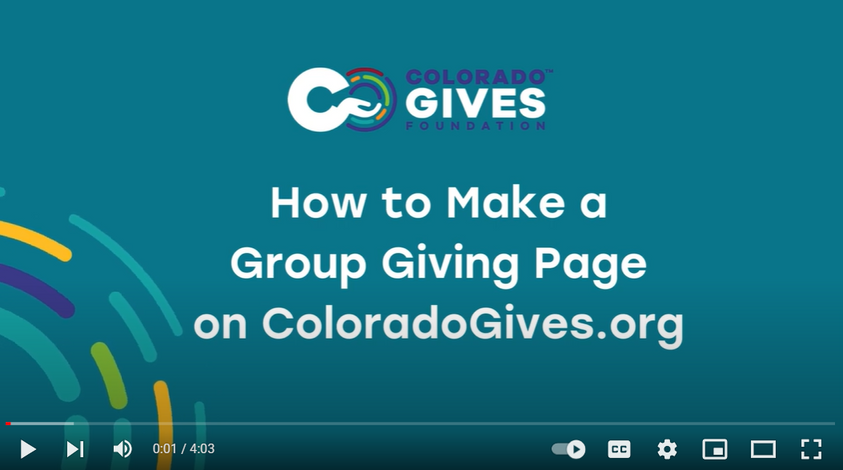 COLORADO™
GIVES
FOUNDATION
How to Make a
Group Giving Page
on ColoradoGives.org
0:01 / 4:03
CC